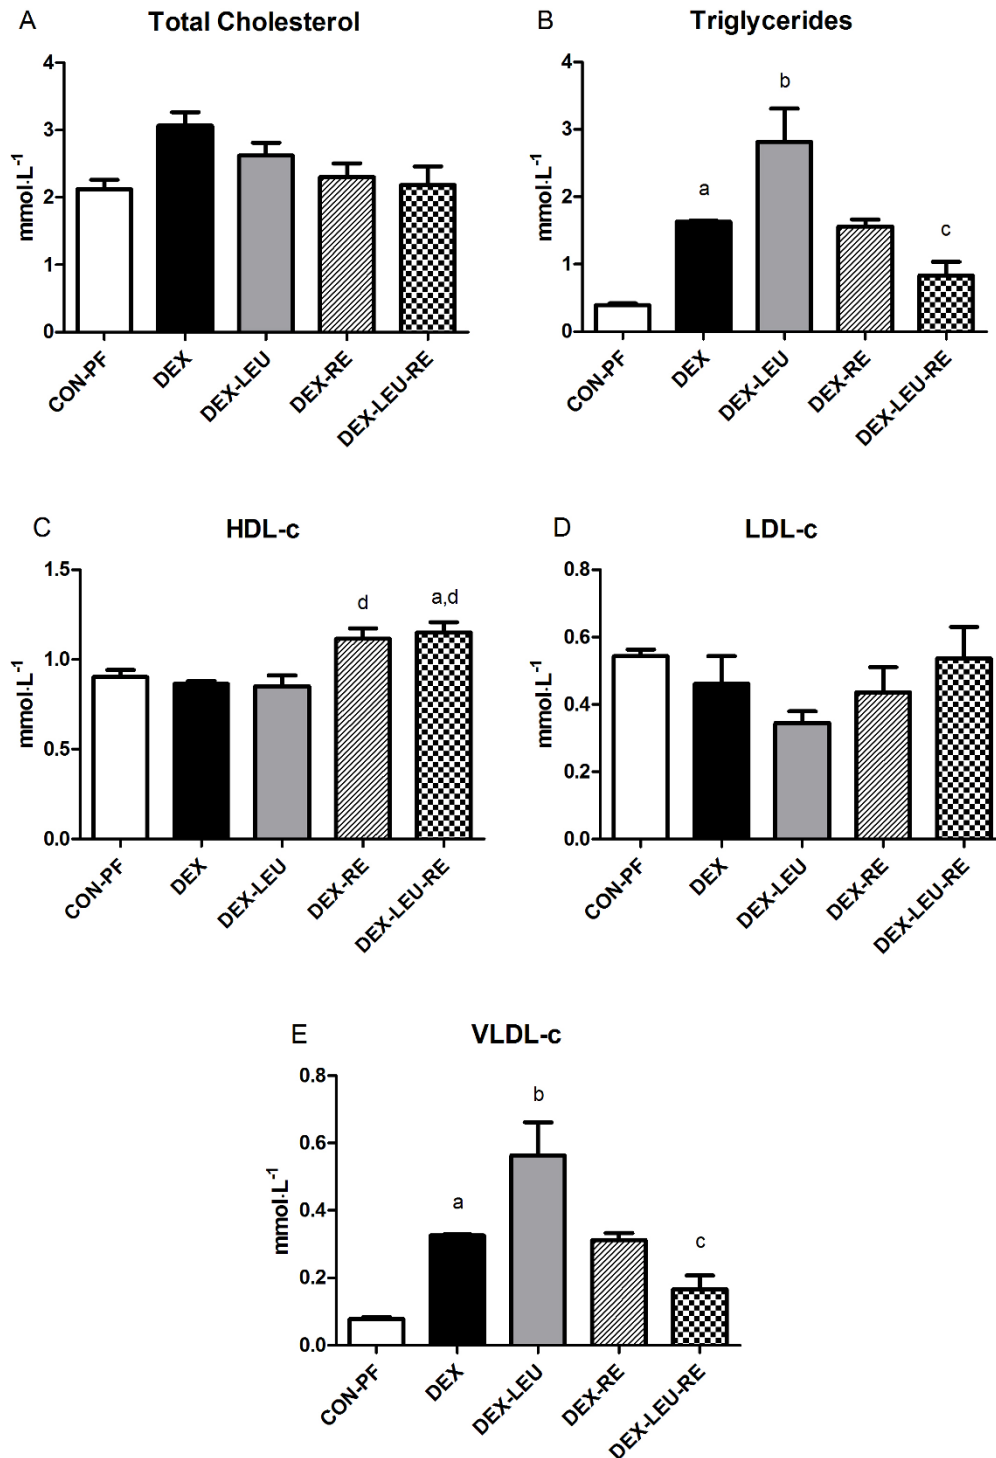 A Total Cholesterol
4
3
2
1
0
mmol·L⁻¹
CON-PF
DEX
DEX-LEU
DEX-RE
DEX-LEU-RE
B Triglycerides
4
3
2
1
0
mmol·L⁻¹
a
b
c
CON-PF
DEX
DEX-LEU
DEX-RE
DEX-LEU-RE
C HDL-c
1.5
1.0
0.5
0.0
mmol·L⁻¹
d
a,d
CON-PF
DEX
DEX-LEU
DEX-RE
DEX-LEU-RE
D LDL-c
0.8
0.6
0.4
0.2
0.0
mmol·L⁻¹
CON-PF
DEX
DEX-LEU
DEX-RE
DEX-LEU-RE
E VLDL-c
0.8
0.6
0.4
0.2
0.0
mmol·L⁻¹
a
b
c
CON-PF
DEX
DEX-LEU
DEX-RE
DEX-LEU-RE